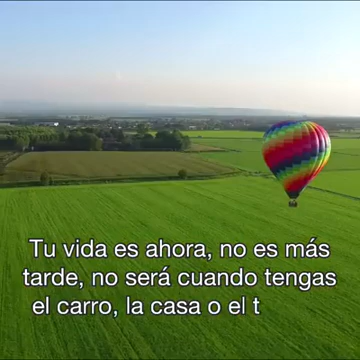 Tu vida es ahora, no es más
tarde, no será cuando tengas
el carro, la casa o el t